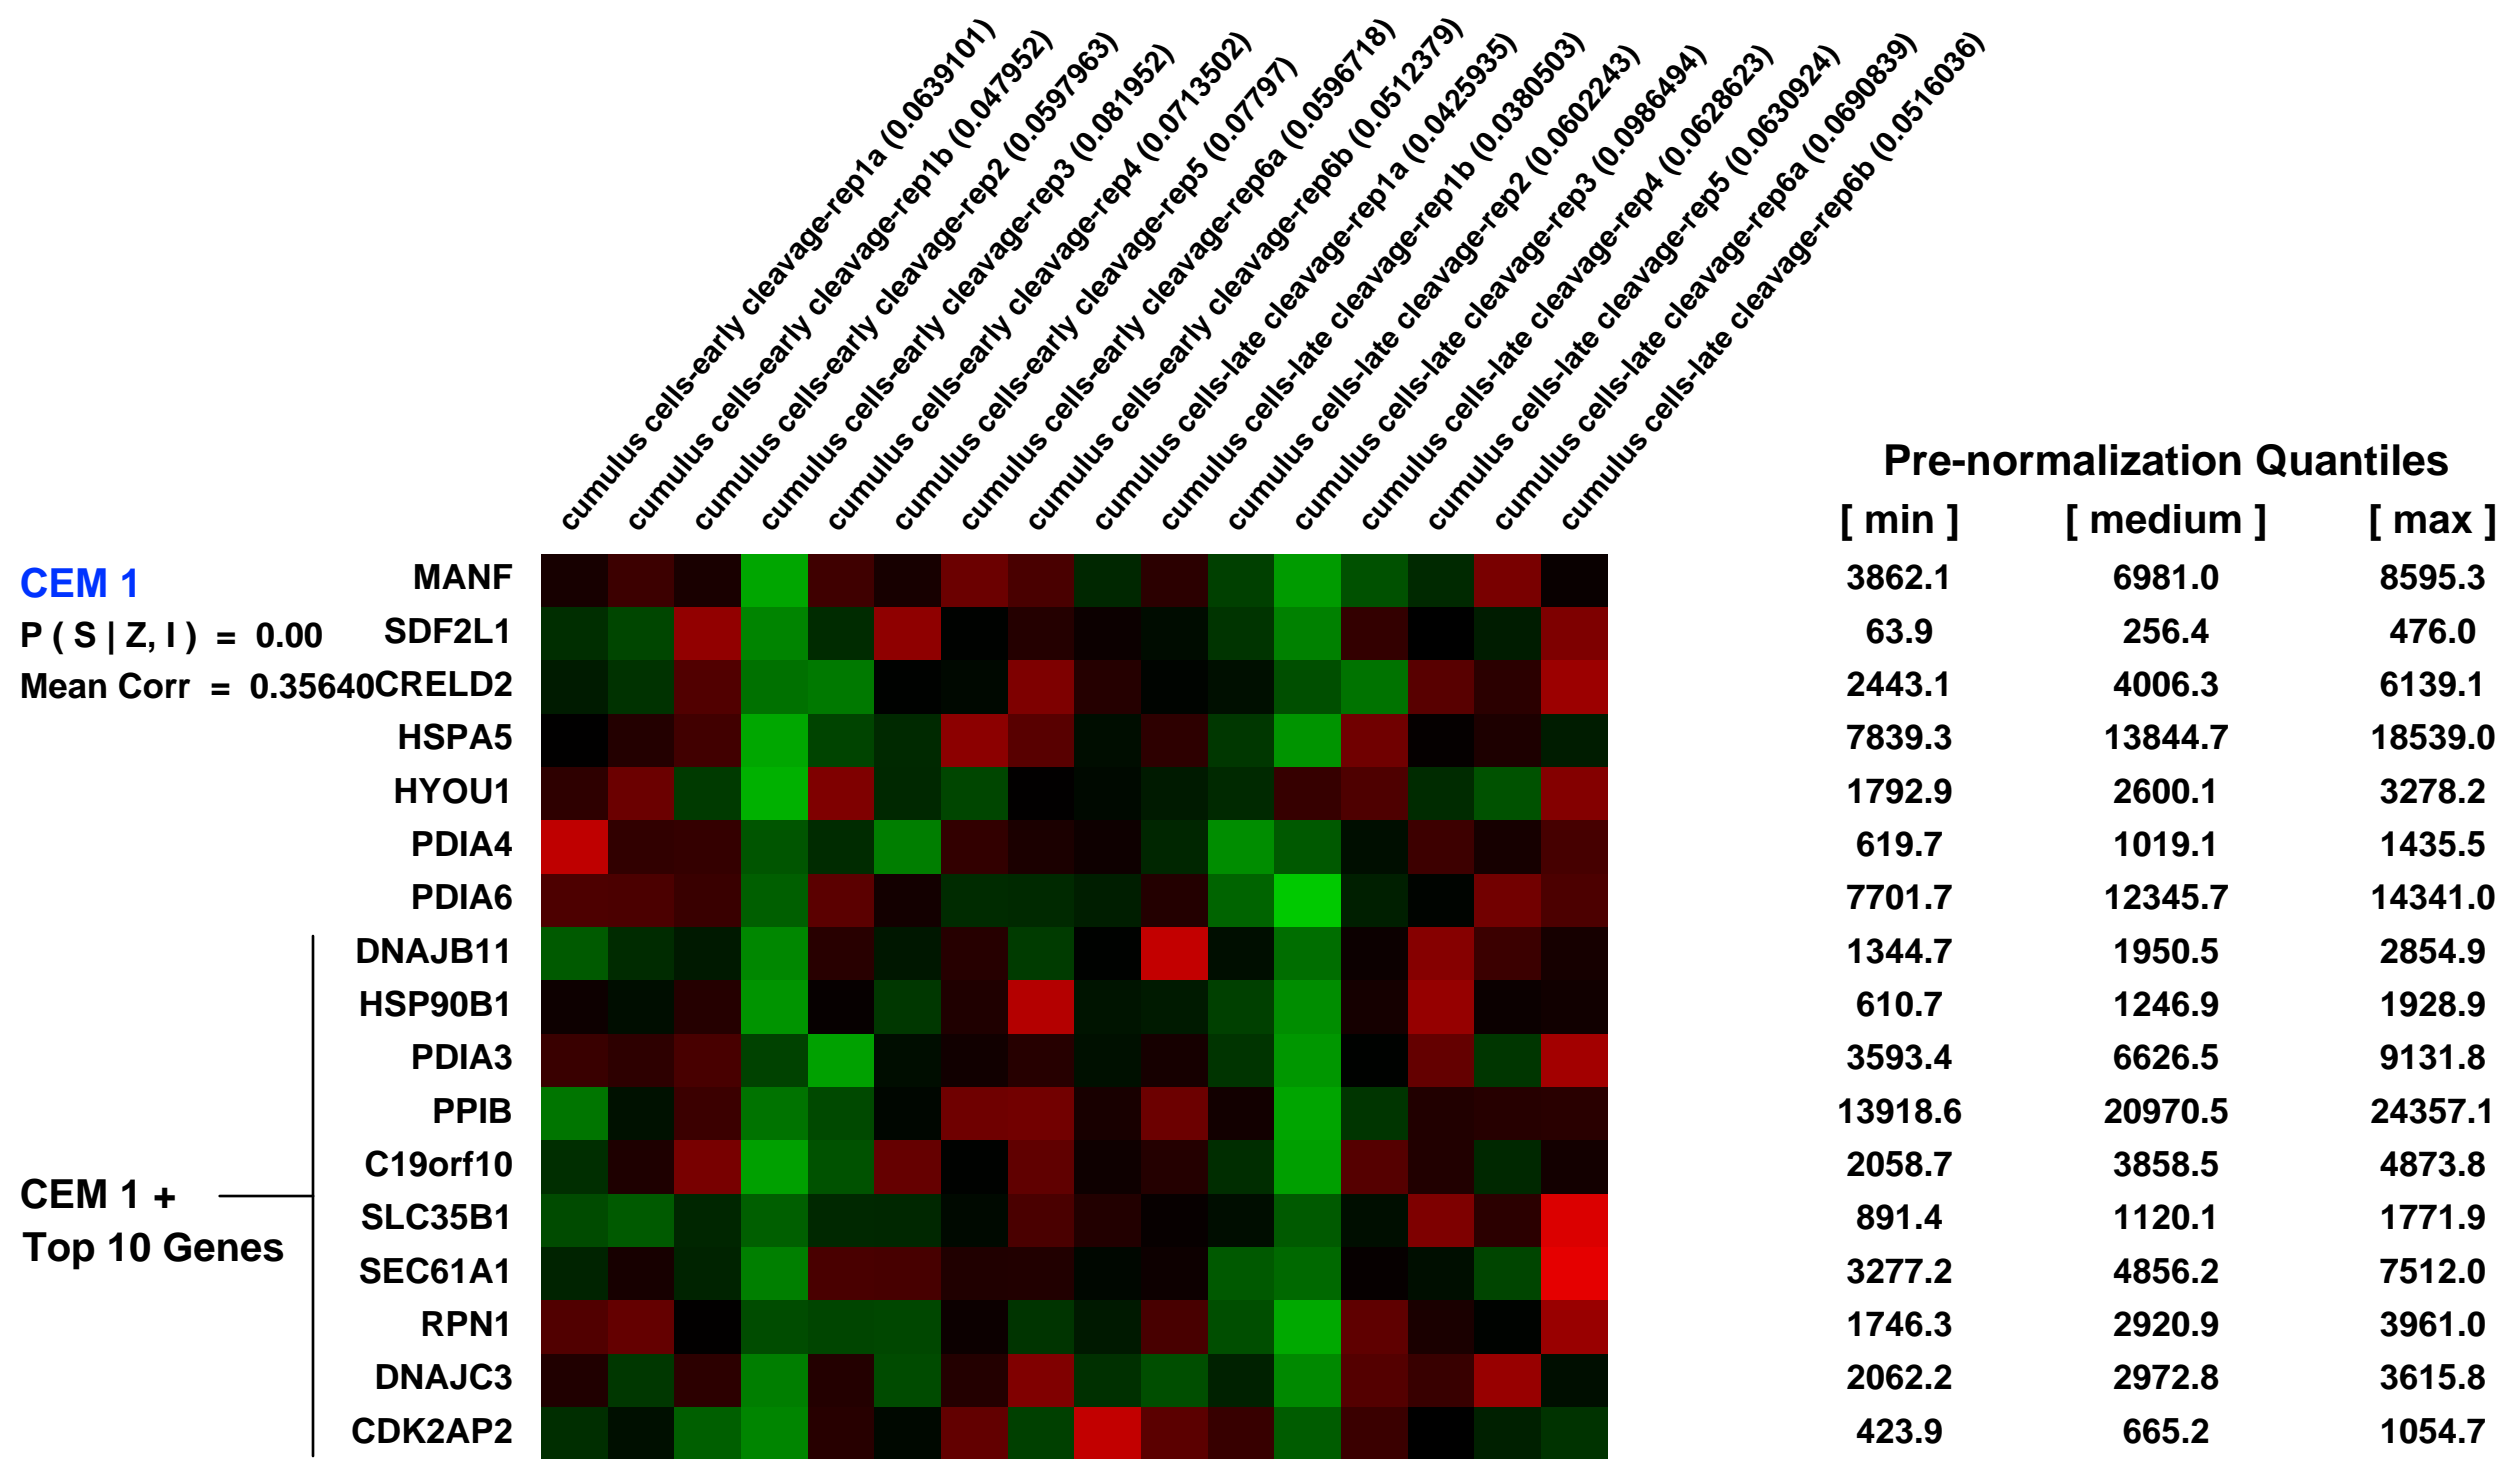 cumulus cells-early cleavage-rep1a (0.0639101)
cumulus cells-early cleavage-rep1b (0.047952)
cumulus cells-early cleavage-rep2 (0.0597963)
cumulus cells-early cleavage-rep3 (0.081952)
cumulus cells-early cleavage-rep4 (0.0713502)
cumulus cells-early cleavage-rep5 (0.07797)
cumulus cells-early cleavage-rep6a (0.0596718)
cumulus cells-early cleavage-rep6b (0.0512379)
cumulus cells-late cleavage-rep1a (0.0425935)
cumulus cells-late cleavage-rep1b (0.0380503)
cumulus cells-late cleavage-rep2 (0.0602243)
cumulus cells-late cleavage-rep3 (0.0986494)
cumulus cells-late cleavage-rep4 (0.0628623)
cumulus cells-late cleavage-rep5 (0.0630924)
cumulus cells-late cleavage-rep6a (0.0690839)
cumulus cells-late cleavage-rep6b (0.0516036)
Pre-normalization Quantiles
[ min ] [ medium ] [ max ]
CEM 1 MANF 3862.1 6981.0 8595.3
P ( S | Z, I ) = 0.00 SDF2L1 63.9 256.4 476.0
Mean Corr = 0.35640 CRELD2 2443.1 4006.3 6139.1
HSPA5 7839.3 13844.7 18539.0
HYOU1 1792.9 2600.1 3278.2
PDIA4 619.7 1019.1 1435.5
PDIA6 7701.7 12345.7 14341.0
DNAJB11 1344.7 1950.5 2854.9
HSP90B1 610.7 1246.9 1928.9
PDIA3 3593.4 6626.5 9131.8
PPIB 13918.6 20970.5 24357.1
C19orf10 2058.7 3858.5 4873.8
CEM 1 +
SLC35B1 891.4 1120.1 1771.9
Top 10 Genes
SEC61A1 3277.2 4856.2 7512.0
RPN1 1746.3 2920.9 3961.0
DNAJC3 2062.2 2972.8 3615.8
CDK2AP2 423.9 665.2 1054.7